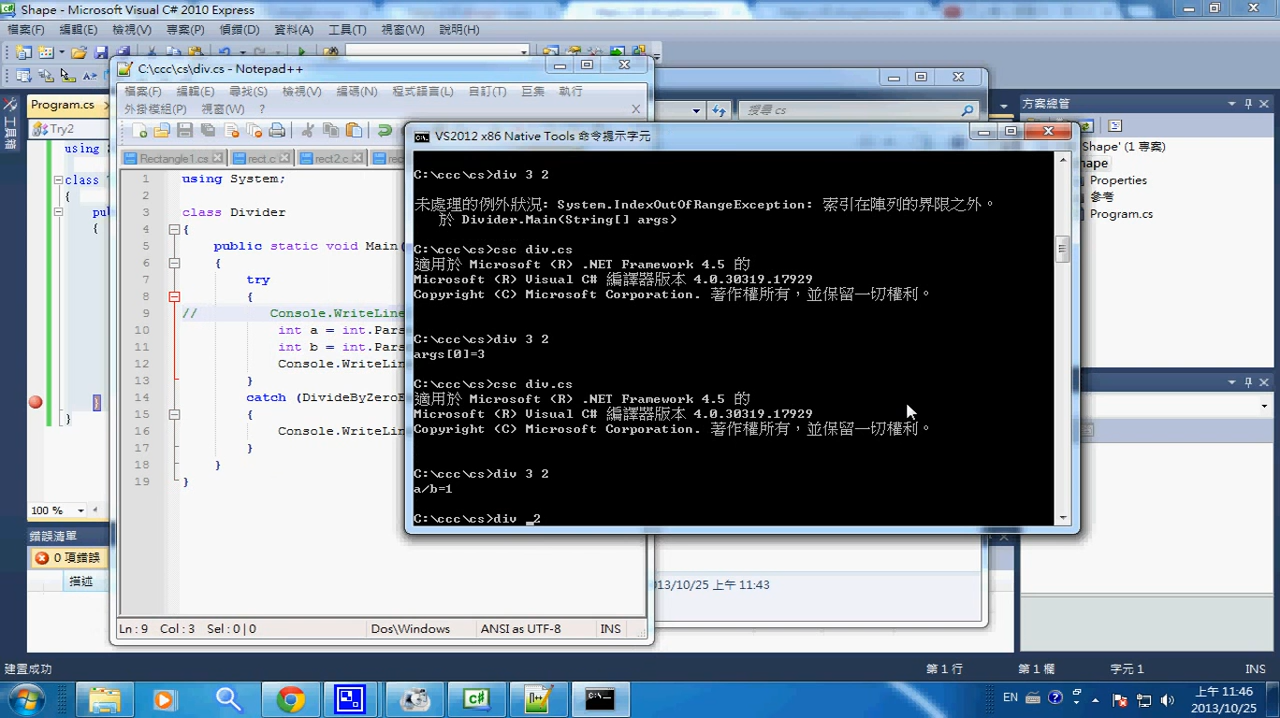 Shape - Microsoft Visual C# 2010 Express
檔案(F) 編輯(E) 檢視(V) 專案(P) 偵錯(D) 資料(A) 工具(T) 視窗(W) 說明(H)
C:\ccc\cs\div.cs - Notepad++
檔案(F) 編輯(E) 尋找(S) 檢視(V) 編碼(N) 程式語言(L) 自訂(T) 巨集 執行
外掛模組(P) 視窗(W) ?
Rectangle1.cs rect.c rect2.c rec
1 using System;
2
3 class Divider
4 {
5 public static void Main(
6 {
7 try
8 {
9 // Console.WriteLine
10 int a = int.Pars
11 int b = int.Pars
12 Console.WriteLin
13 }
14 catch (DivideByZeroE
15 {
16 Console.WriteLin
17 }
18 }
19 }
Ln : 9 Col : 3 Sel : 0 | 0 Dos\Windows ANSI as UTF-8 INS
Program.cs
Try2
using S
class
{
pu
{
}
}
100 %
工具箱
錯誤清單
0 項錯誤
描述
搜尋 cs
VS2012 x86 Native Tools 命令提示字元
C:\ccc\cs>div 3 2
未處理的例外狀況: System.IndexOutOfRangeException: 索引在陣列的界限之外。
於 Divider.Main(String[] args)
C:\ccc\cs>csc div.cs
適用於 Microsoft (R) .NET Framework 4.5 的
Microsoft (R) Visual C# 編譯器版本 4.0.30319.17929
Copyright (C) Microsoft Corporation. 著作權所有，並保留一切權利。
C:\ccc\cs>div 3 2
args[0]=3
C:\ccc\cs>csc div.cs
適用於 Microsoft (R) .NET Framework 4.5 的
Microsoft (R) Visual C# 編譯器版本 4.0.30319.17929
Copyright (C) Microsoft Corporation. 著作權所有，並保留一切權利。
C:\ccc\cs>div 3 2
a/b=1
C:\ccc\cs>div _2
013/10/25 上午 11:43
方案總管
Shape' (1 專案)
hape
Properties
參考
Program.cs
建置成功 第 1 行 第 1 欄 字元 1 INS
EN
上午 11:46
2013/10/25